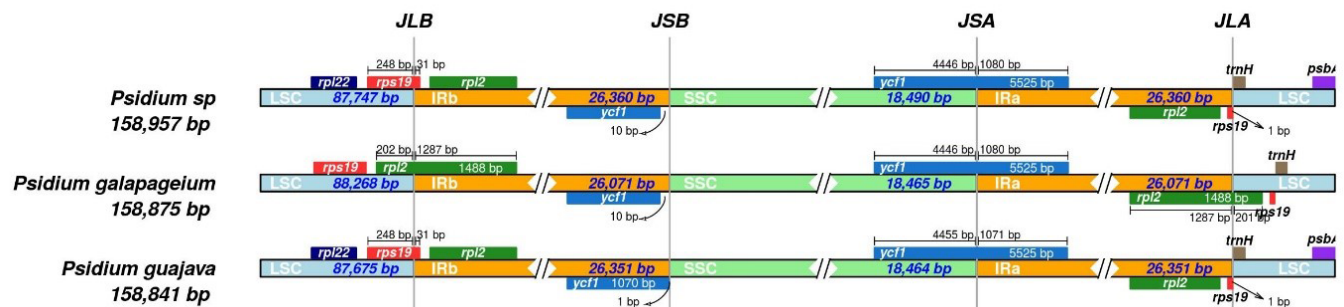 JLB JSB JSA JLA
248 bp 31 bp 4446 bp 1080 bp trnH psbA
rpl22 rps19 rpl2 ycf1 5525 bp
Psidium sp LSC 87,747 bp IRb 26,360 bp SSC 18,490 bp IRa 26,360 bp LSC
158,957 bp ycf1 rpl2 rps19
10 bp 1 bp
202 bp 1287 bp 4446 bp 1080 bp trnH
rps19 rpl2 1488 bp ycf1 5525 bp
Psidium galapageium LSC 88,268 bp IRb 26,071 bp SSC 18,465 bp IRa 26,071 bp LSC
158,875 bp ycf1 rpl2 1488 bp rps19
10 bp 1287 bp 201 bp
248 bp 31 bp 4455 bp 1071 bp trnH psbA
rpl22 rps19 rpl2 ycf1 5525 bp
Psidium guajava LSC 87,675 bp IRb 26,351 bp SSC 18,464 bp IRa 26,351 bp LSC
158,841 bp ycf1 1070 bp rpl2 rps19
1 bp 1 bp